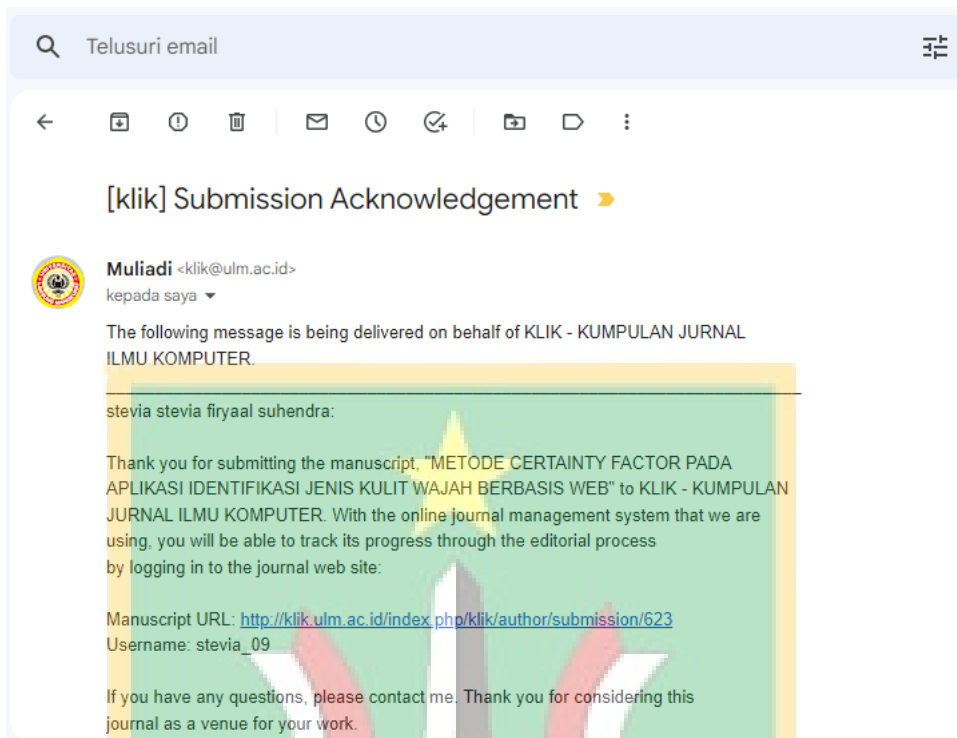 Telusuri email
[klik] Submission Acknowledgement
Muliadi <klik@ulm.ac.id>
kepada saya
The following message is being delivered on behalf of KLIK - KUMPULAN JURNAL
ILMU KOMPUTER.
stevia stevia firyaal suhendra:
Thank you for submitting the manuscript, "METODE CERTAINTY FACTOR PADA
APLIKASI IDENTIFIKASI JENIS KULIT WAJAH BERBASIS WEB" to KLIK - KUMPULAN
JURNAL ILMU KOMPUTER. With the online journal management system that we are
using, you will be able to track its progress through the editorial process
by logging in to the journal web site:
Manuscript URL: http://klik.ulm.ac.id/index.php/klik/author/submission/623
Username: stevia_09
If you have any questions, please contact me. Thank you for considering this
journal as a venue for your work.